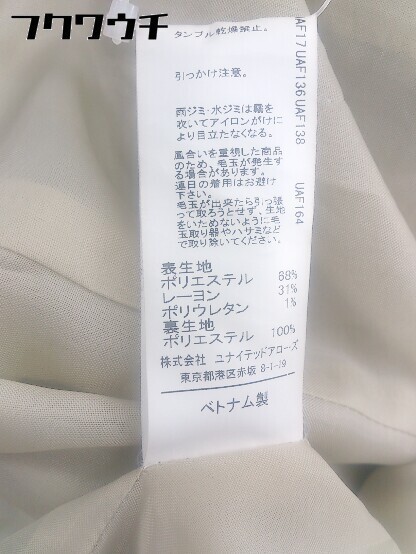 フクワウチ
タンブル乾燥禁止。
引っかけ注意。
雨ジミ・水ジミは霧を
吹いてアイロンがけに
より目立たなくなる。
風合いを重視した商品
のため、毛玉が発生す
る場合があります。
連日の着用はお避け
下さい。
毛玉が出来たら引っ張
って取ろうとせず、生地
をいためないように毛
玉取り器やハサミなど
で取り除いてください。
表生地
ポリエステル 68%
レーヨン 31%
ポリウレタン 1%
裏生地
ポリエステル 100%
株式会社 ユナイテッドアローズ
東京都港区赤坂 8-1-19
ベトナム製
UAF17 UAF136 UAF138 UAF164